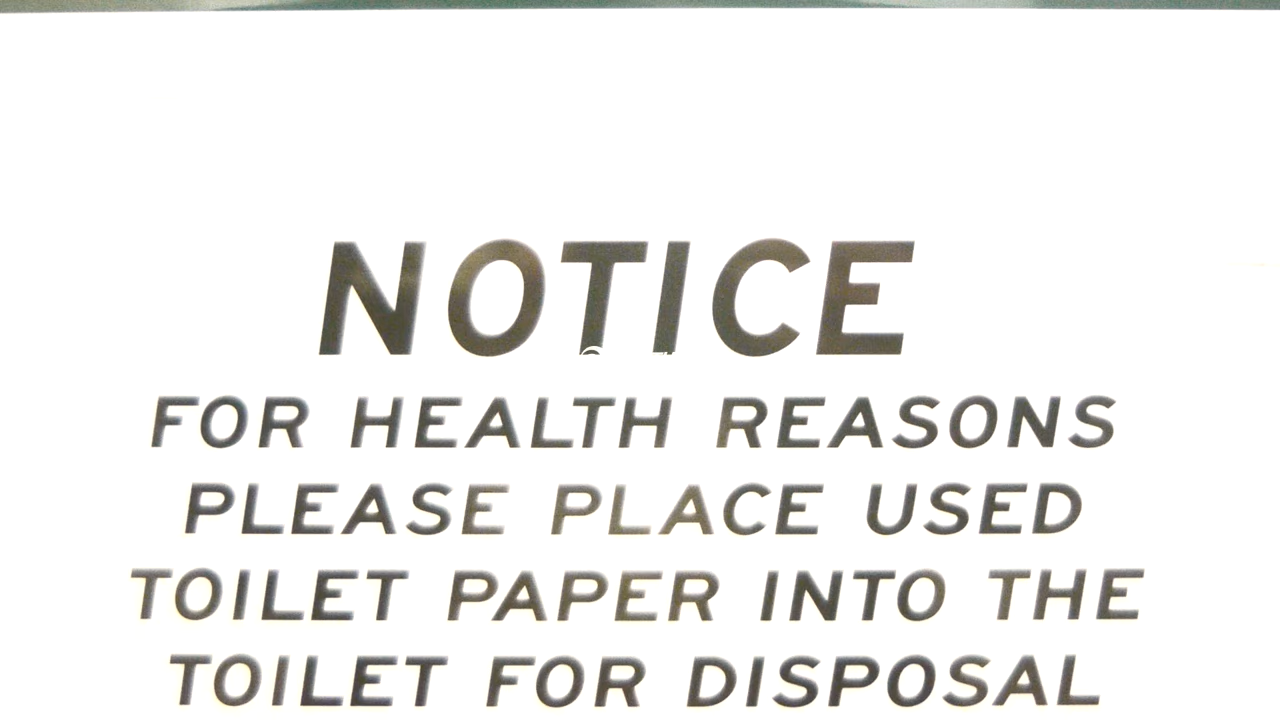 NOTICE
FOR HEALTH REASONS
PLEASE PLACE USED
TOILET PAPER INTO THE
TOILET FOR DISPOSAL